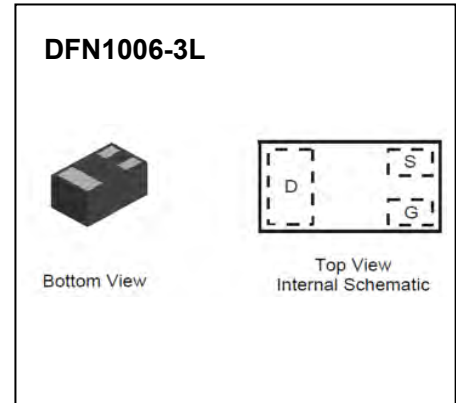 DFN1006-3L
D
S
G
Bottom View
Top View
Internal Schematic